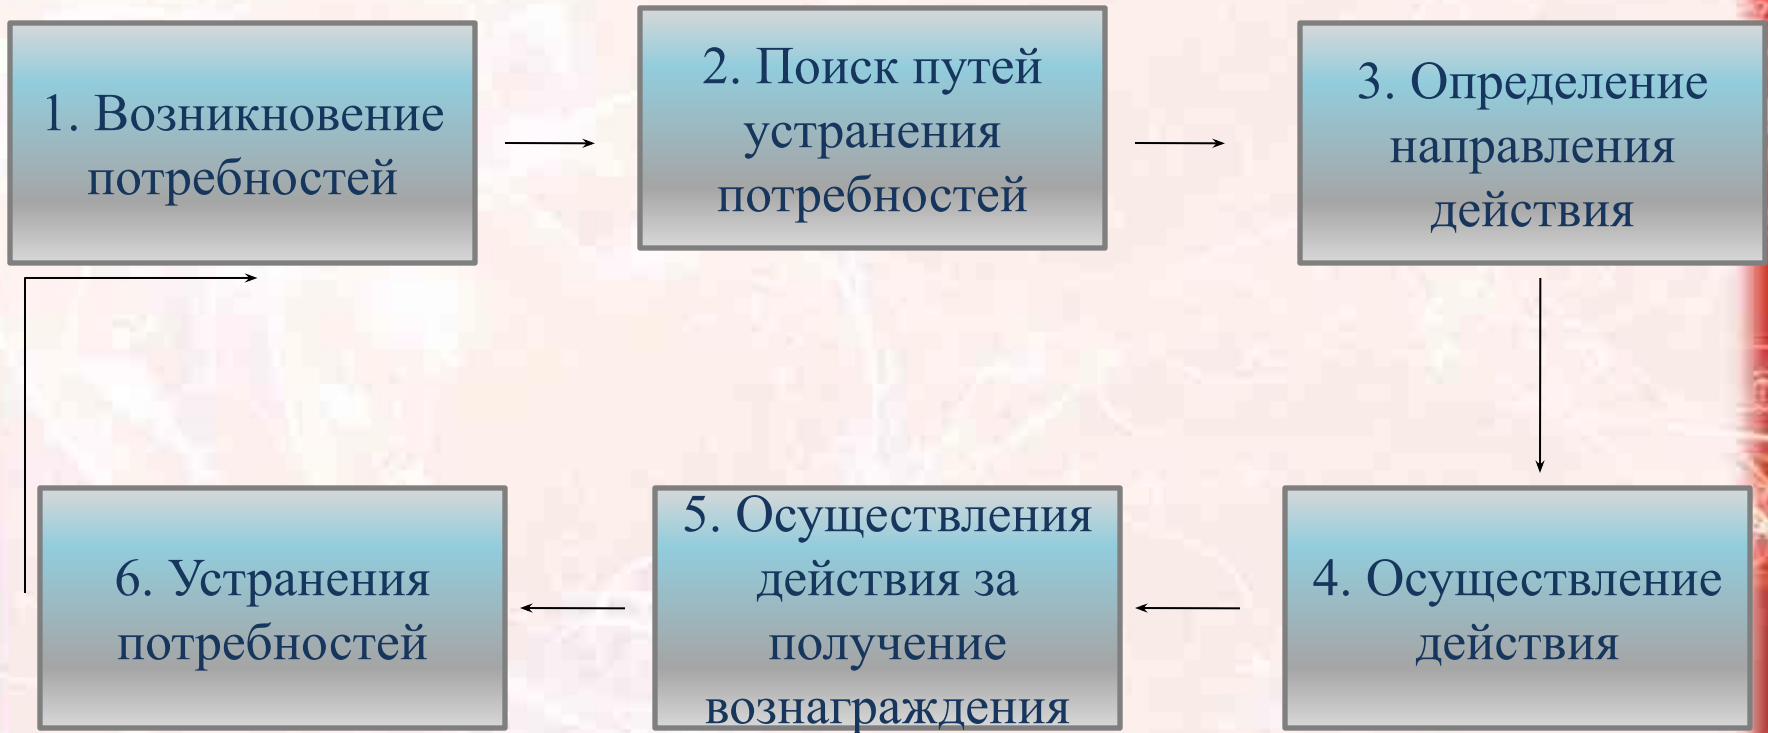 1. Возникновение
потребностей
2. Поиск путей
устранения
потребностей
3. Определение
направления
действия
4. Осуществление
действия
5. Осуществления
действия за
получение
вознаграждения
6. Устранения
потребностей